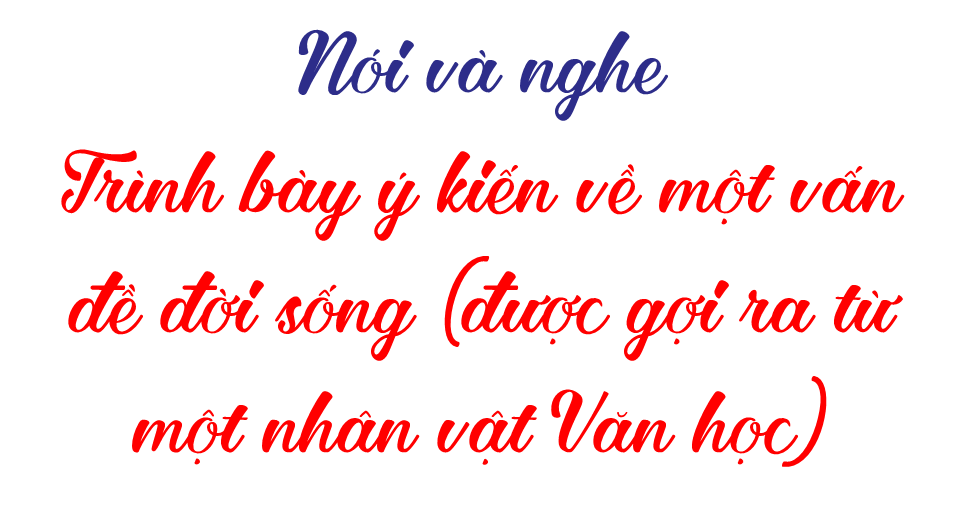 Nói và nghe
Trình bày ý kiến về một vấn
đề đời sống (được gợi ra từ
một nhân vật Văn học)